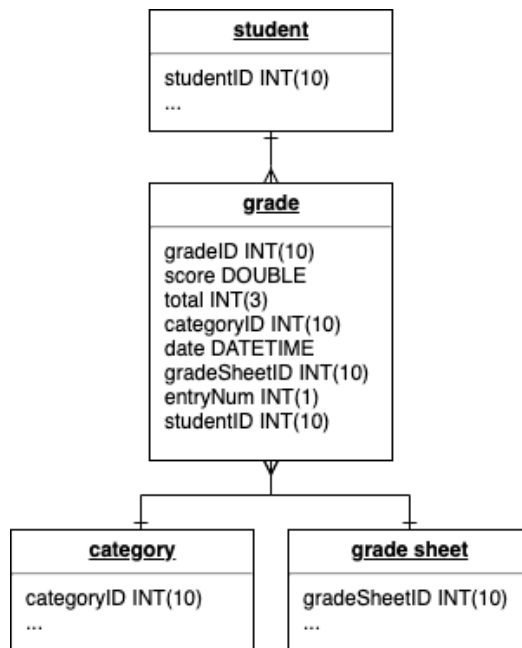 student
studentID INT(10)
...
grade
gradeID INT(10)
score DOUBLE
total INT(3)
categoryID INT(10)
date DATETIME
gradeSheetID INT(10)
entryNum INT(1)
studentID INT(10)
category
categoryID INT(10)
...
grade sheet
gradeSheetID INT(10)
...